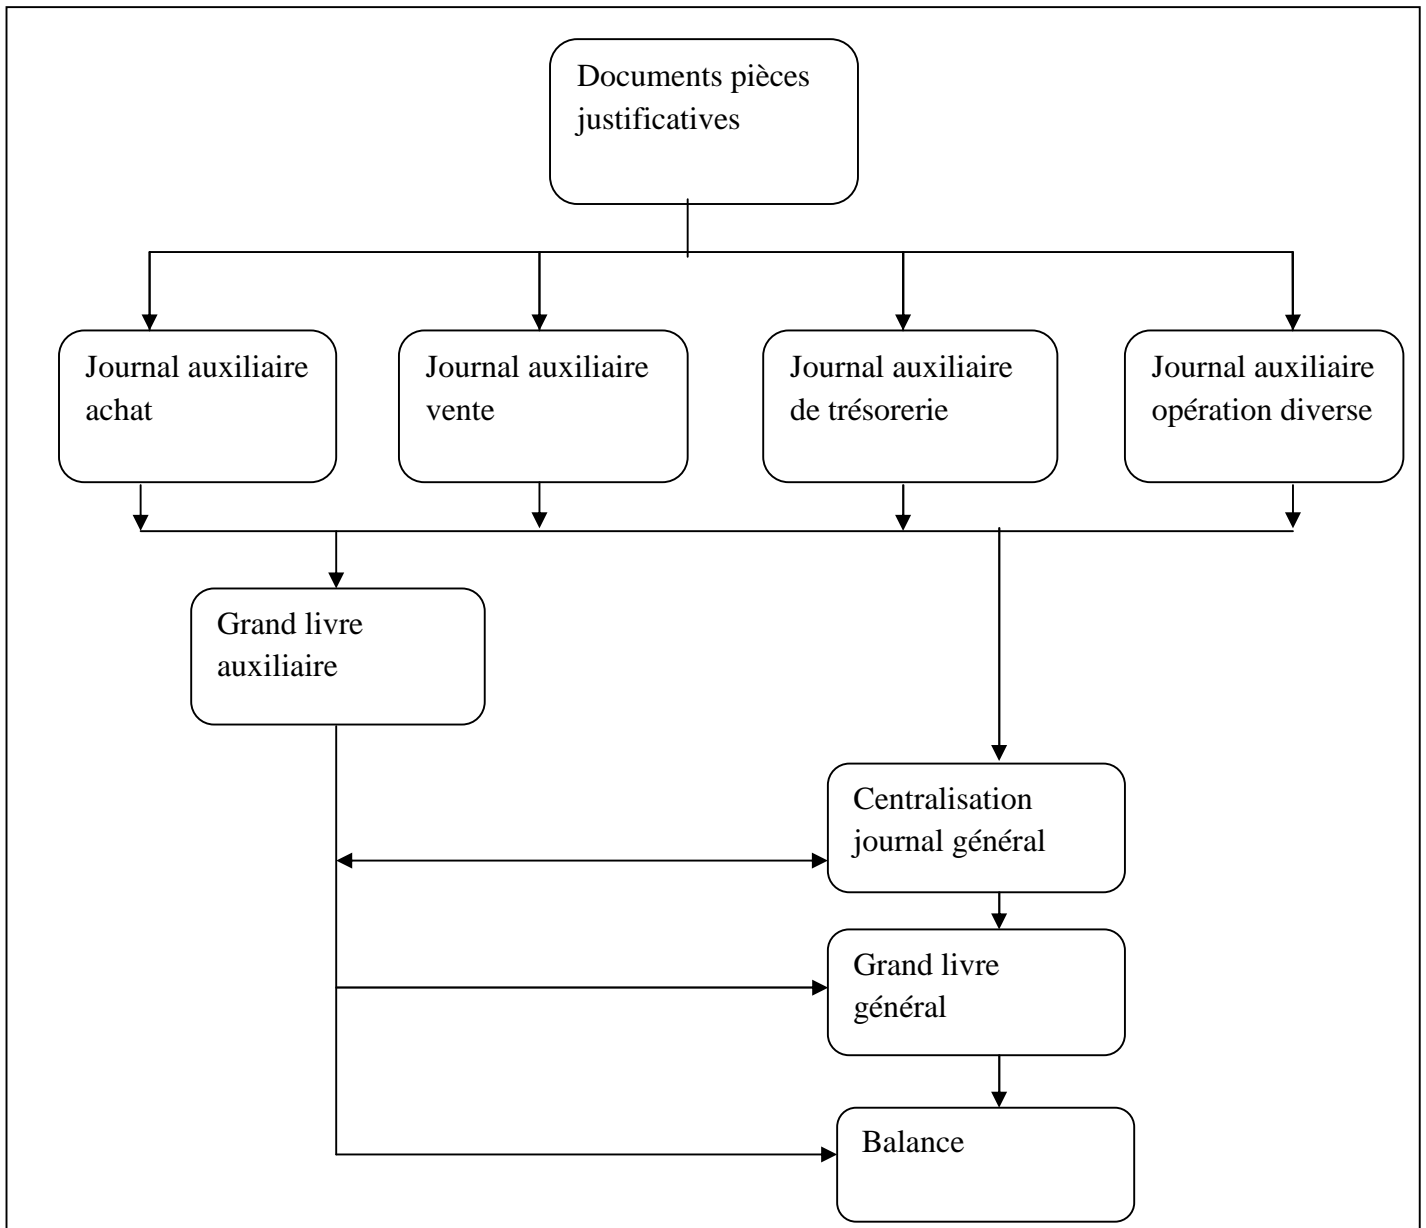 Documents pièces
justificatives
Journal auxiliaire
achat
Journal auxiliaire
vente
Journal auxiliaire
de trésorerie
Journal auxiliaire
opération diverse
Grand livre
auxiliaire
Centralisation
journal général
Grand livre
général
Balance